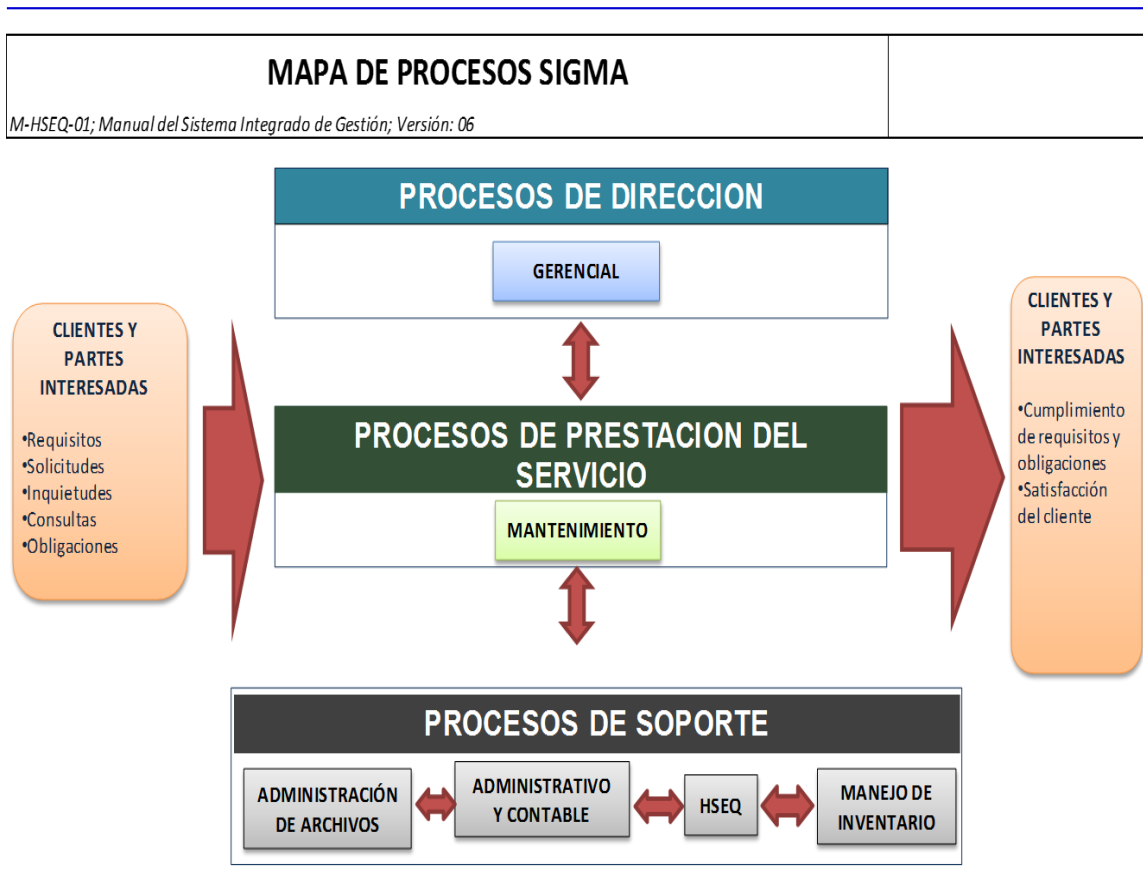 MAPA DE PROCESOS SIGMA
M-HSEQ-01; Manual del Sistema Integrado de Gestión; Versión: 06
PROCESOS DE DIRECCION
GERENCIAL
CLIENTES Y
PARTES
INTERESADAS
•Requisitos
•Solicitudes
•Inquietudes
•Consultas
•Obligaciones
PROCESOS DE PRESTACION DEL
SERVICIO
MANTENIMIENTO
CLIENTES Y
PARTES
INTERESADAS
•Cumplimiento
de requisitos y
obligaciones
•Satisfacción
del cliente
PROCESOS DE SOPORTE
ADMINISTRACIÓN
DE ARCHIVOS
ADMINISTRATIVO
Y CONTABLE
HSEQ
MANEJO DE
INVENTARIO